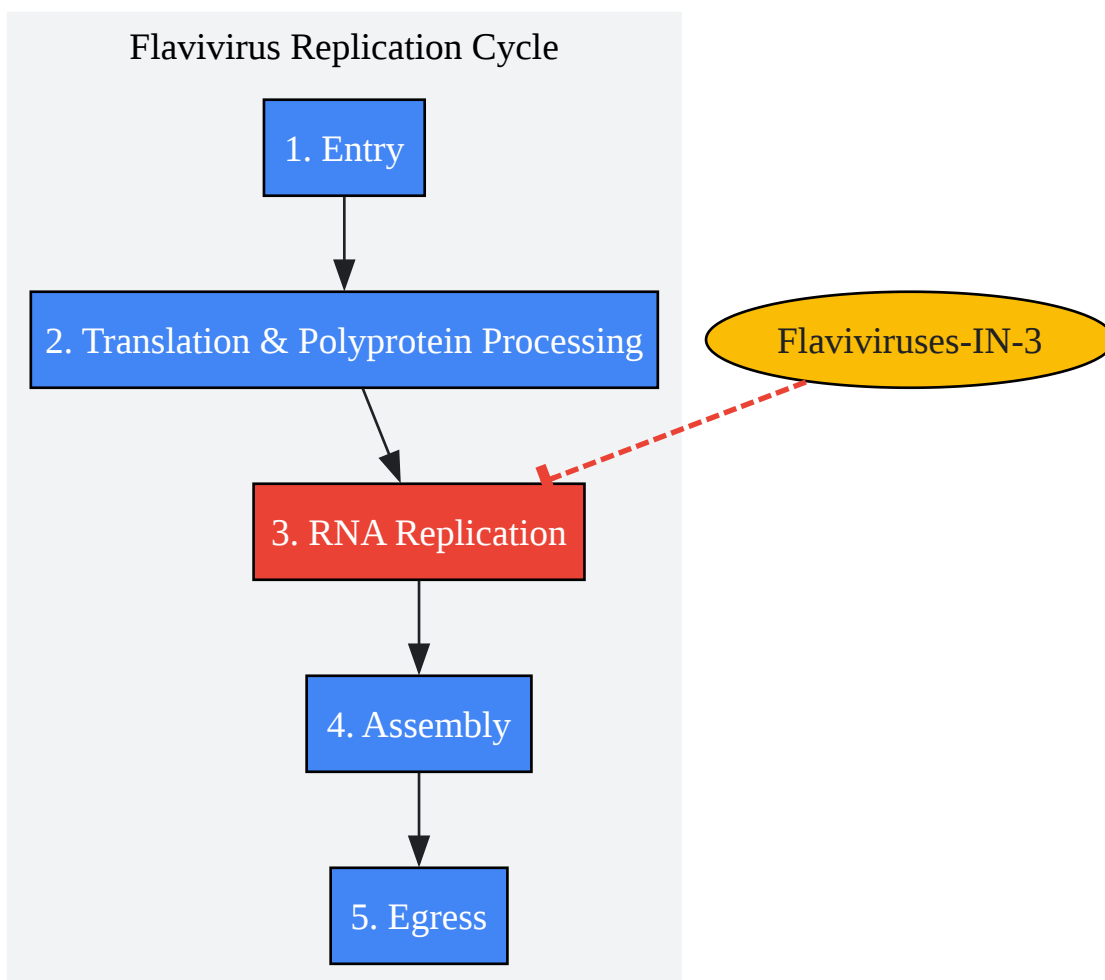 Flavivirus Replication Cycle
1. Entry
2. Translation & Polyprotein Processing
Flaviviruses-IN-3
3. RNA Replication
4. Assembly
5. Egress